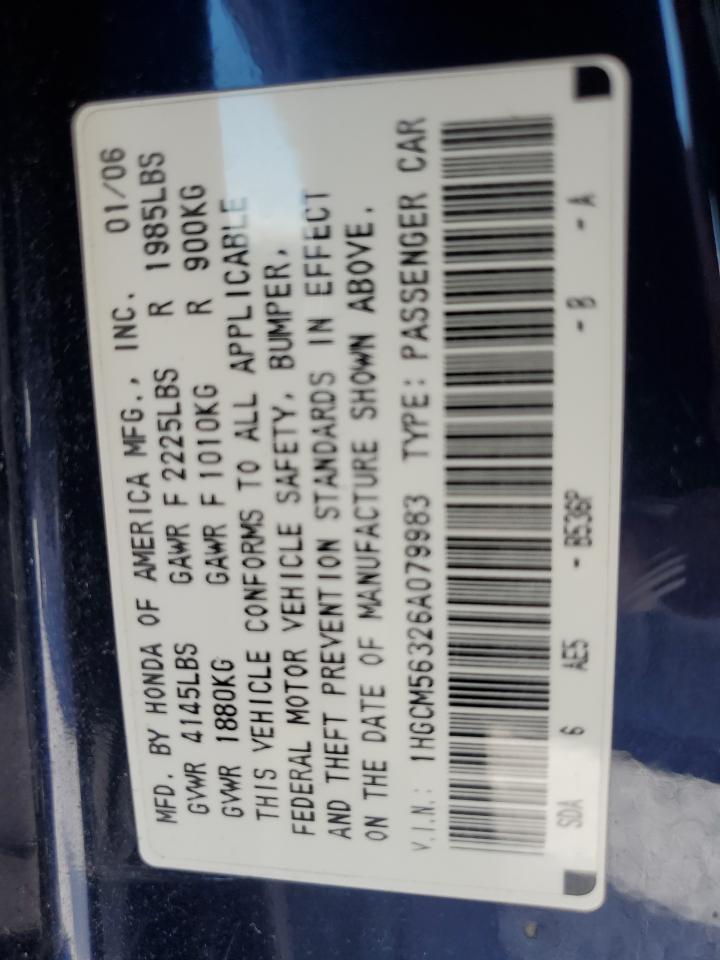 MFD. BY HONDA OF AMERICA MFG., INC. 01/06
GVWR 4145LBS GAWR F 2225LBS R 1985LBS
GVWR 1880KG GAWR F 1010KG R 900KG
THIS VEHICLE CONFORMS TO ALL APPLICABLE
FEDERAL MOTOR VEHICLE SAFETY, BUMPER,
AND THEFT PREVENTION STANDARDS IN EFFECT
ON THE DATE OF MANUFACTURE SHOWN ABOVE.
V.I.N.: 1HGCM56326A079983 TYPE: PASSENGER CAR
SDA 6 AE5 - B536P - B - A